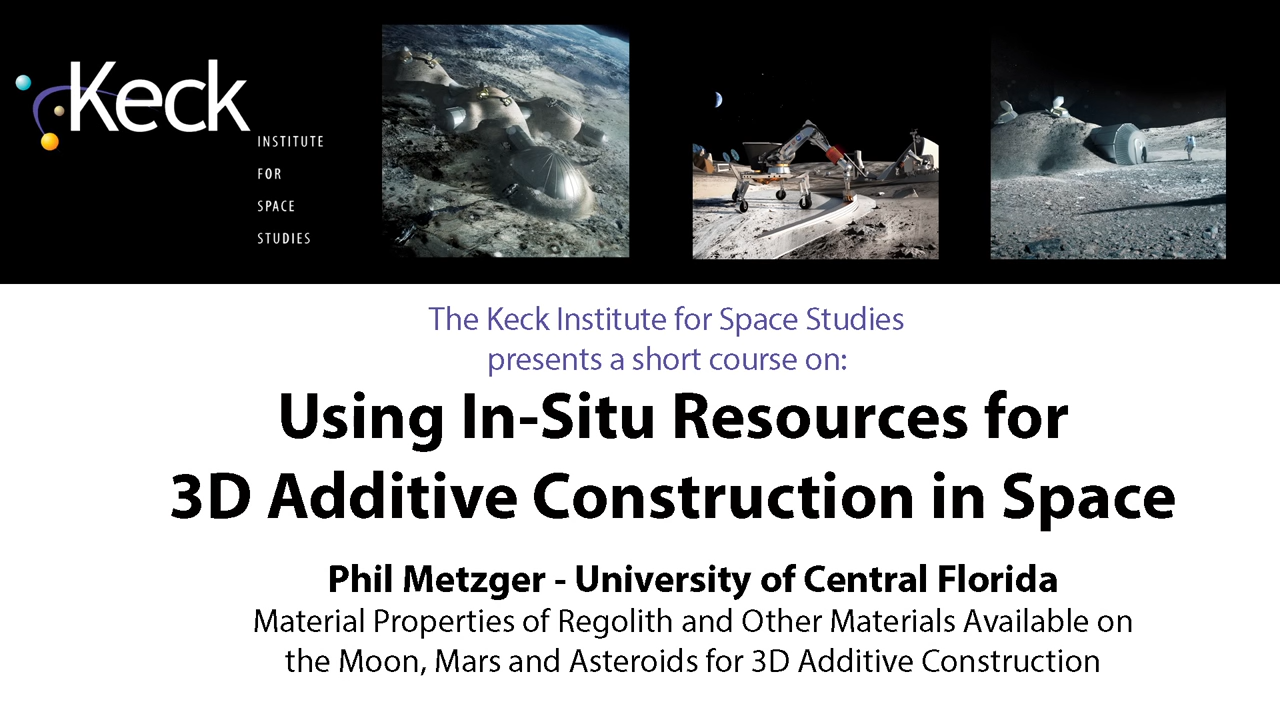 Keck
INSTITUTE
FOR
SPACE
STUDIES
The Keck Institute for Space Studies
presents a short course on:
Using In-Situ Resources for
3D Additive Construction in Space
Phil Metzger - University of Central Florida
Material Properties of Regolith and Other Materials Available on
the Moon, Mars and Asteroids for 3D Additive Construction